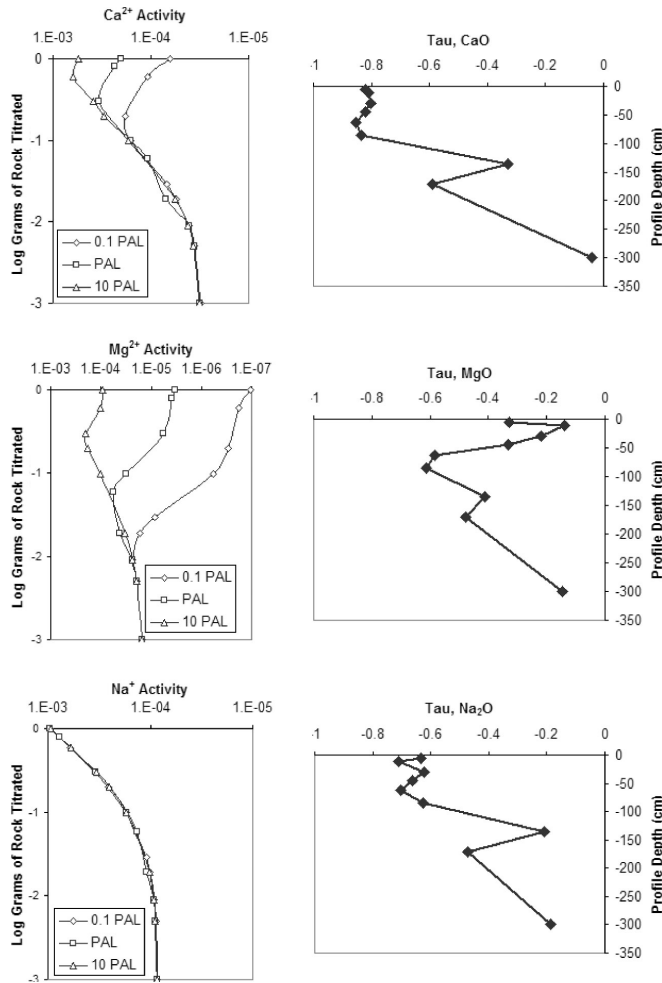 Ca2+ Activity
1.E-03 1.E-04 1.E-05
0
-1
-2
-3
Log Grams of Rock Titrated
0.1 PAL
PAL
10 PAL
Tau, CaO
-1 -0.8 -0.6 -0.4 -0.2 0
0
-50
-100
-150
-200
-250
-300
-350
Profile Depth (cm)
Mg2+ Activity
1.E-03 1.E-04 1.E-05 1.E-06 1.E-07
0
-1
-2
-3
Log Grams of Rock Titrated
0.1 PAL
PAL
10 PAL
Tau, MgO
-1 -0.8 -0.6 -0.4 -0.2 0
0
-50
-100
-150
-200
-250
-300
-350
Profile Depth (cm)
Na+ Activity
1.E-03 1.E-04 1.E-05
0
-1
-2
-3
Log Grams of Rock Titrated
0.1 PAL
PAL
10 PAL
Tau, Na2O
-1 -0.8 -0.6 -0.4 -0.2 0
0
-50
-100
-150
-200
-250
-300
-350
Profile Depth (cm)